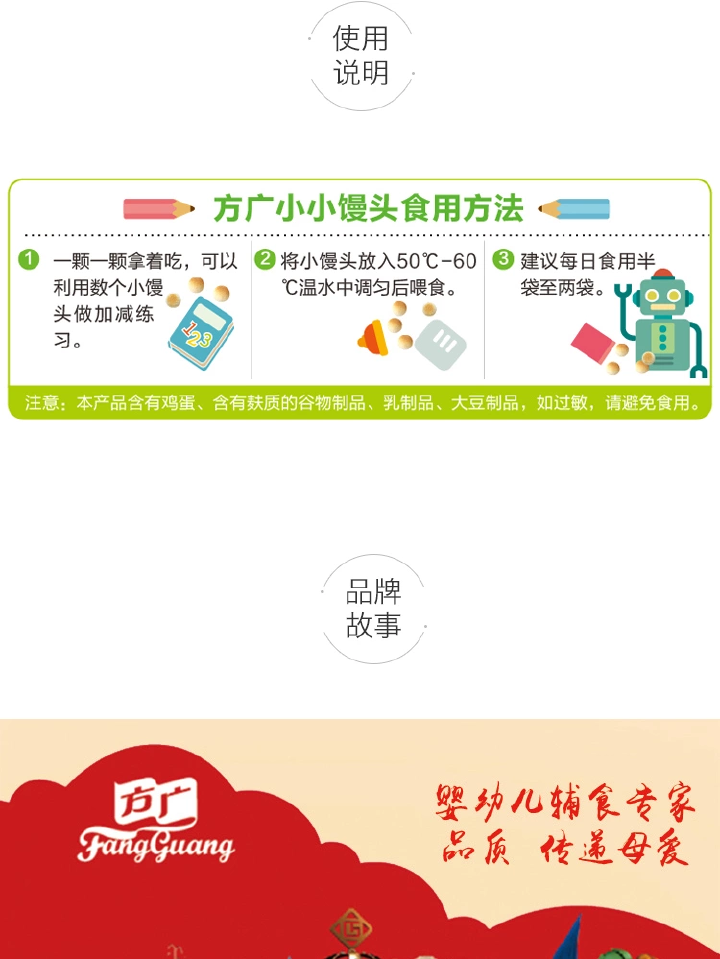 使用
说明
方广小小馒头食用方法
1 一颗一颗拿着吃，可以
利用数个小馒
头做加减练
习。
123
2 将小馒头放入50℃-60
℃温水中调匀后喂食。
3 建议每日食用半
袋至两袋。
注意：本产品含有鸡蛋、含有麸质的谷物制品、乳制品、大豆制品，如过敏，请避免食用。
品牌
故事
方广
FangGuang
婴幼儿辅食专家
品质 传递母爱